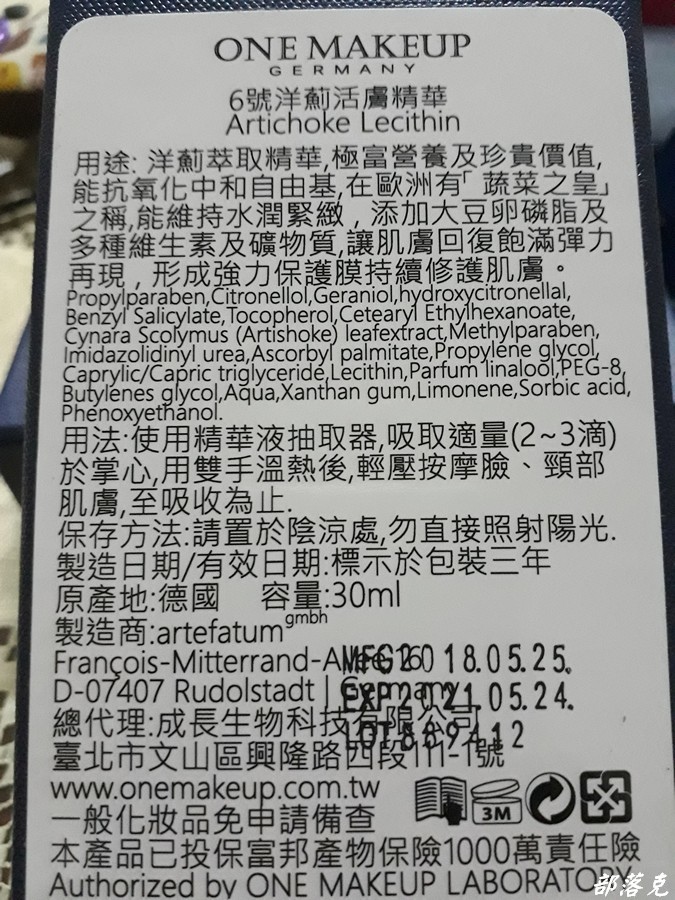 ONE MAKEUP
GERMANY
6號洋薊活膚精華
Artichoke Lecithin
用途: 洋薊萃取精華,極富營養及珍貴價值,
能抗氧化中和自由基,在歐洲有「蔬菜之皇」
之稱,能維持水潤緊緻，添加大豆卵磷脂及
多種維生素及礦物質,讓肌膚回復飽滿彈力
再現，形成強力保護膜持續修護肌膚。
Propylparaben,Citronellol,Geraniol,hydroxycitronellal,
Benzyl Salicylate,Tocopherol,Cetearyl Ethylhexanoate,
Cynara Scolymus (Artishoke) leafextract,Methylparaben,
Imidazolidinyl urea,Ascorbyl palmitate,Propylene glycol,
Caprylic/Capric triglyceride,Lecithin,Parfum linalool,PEG-8,
Butylenes glycol,Aqua,Xanthan gum,Limonene,Sorbic acid,
Phenoxyethanol.
用法:使用精華液抽取器,吸取適量(2~3滴)
於掌心,用雙手溫熱後,輕壓按摩臉、頸部
肌膚,至吸收為止.
保存方法:請置於陰涼處,勿直接照射陽光.
製造日期/有效日期:標示於包裝三年
原產地:德國 容量:30ml
製造商:artefatum gmbh
François-Mitterrand-Allee
MFG2018.05.25.
D-07407 Rudolstadt | Germany
EXP2021.05.24.
總代理:成長生物科技有限公司
LOT889412
臺北市文山區興隆路四段111-1號
www.onemakeup.com.tw
3M
一般化妝品免申請備查
本產品已投保富邦產物保險1000萬責任險
Authorized by ONE MAKEUP LABORATORY
部落克